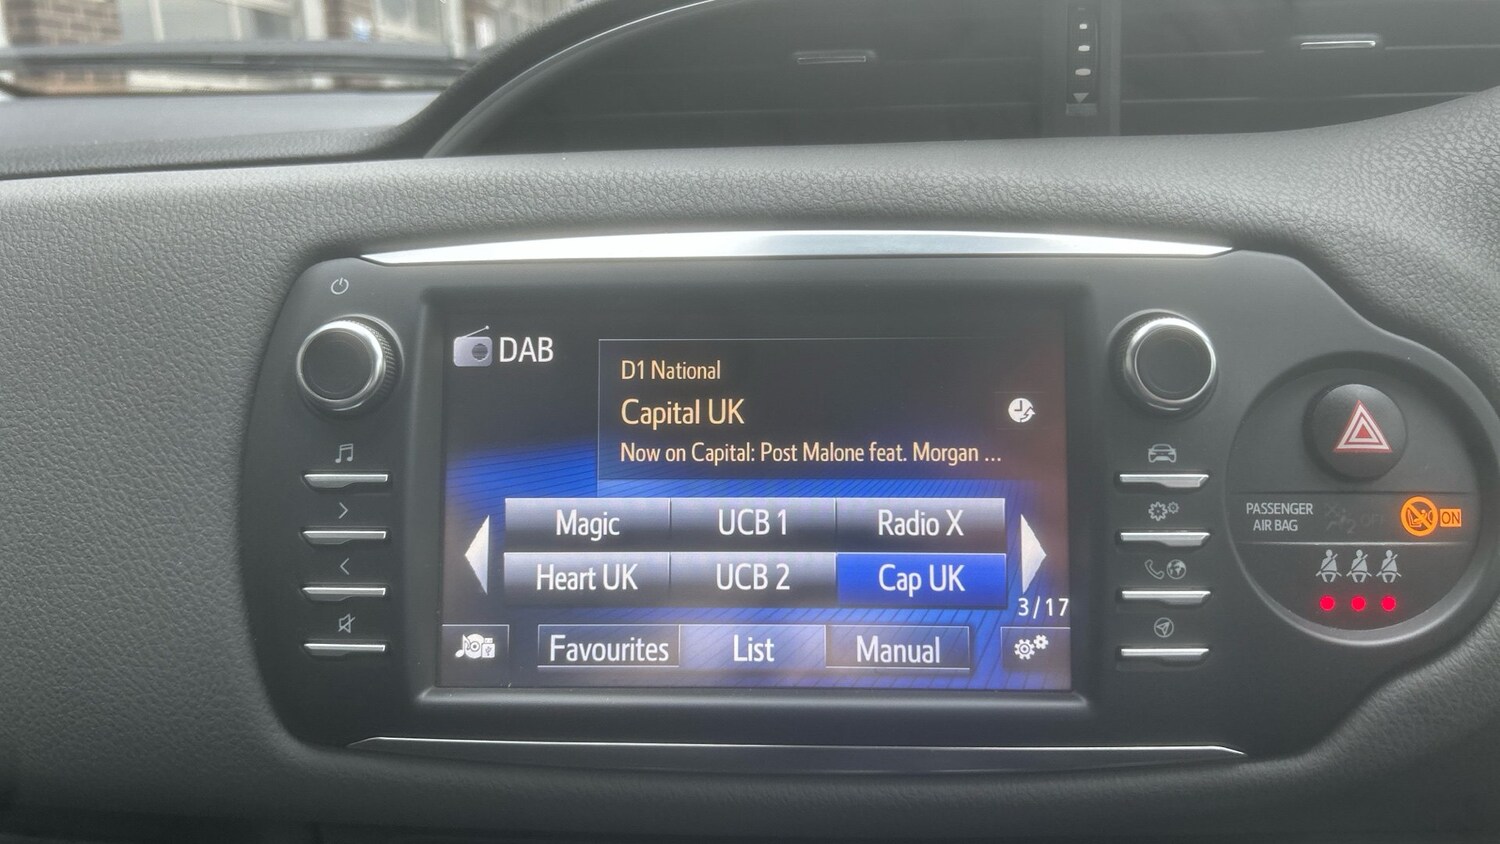 DAB
D1 National
Capital UK
Now on Capital: Post Malone feat. Morgan ...
Magic UCB 1 Radio X
Heart UK UCB 2 Cap UK
3/17
Favourites List Manual
PASSENGER
AIR BAG
ON